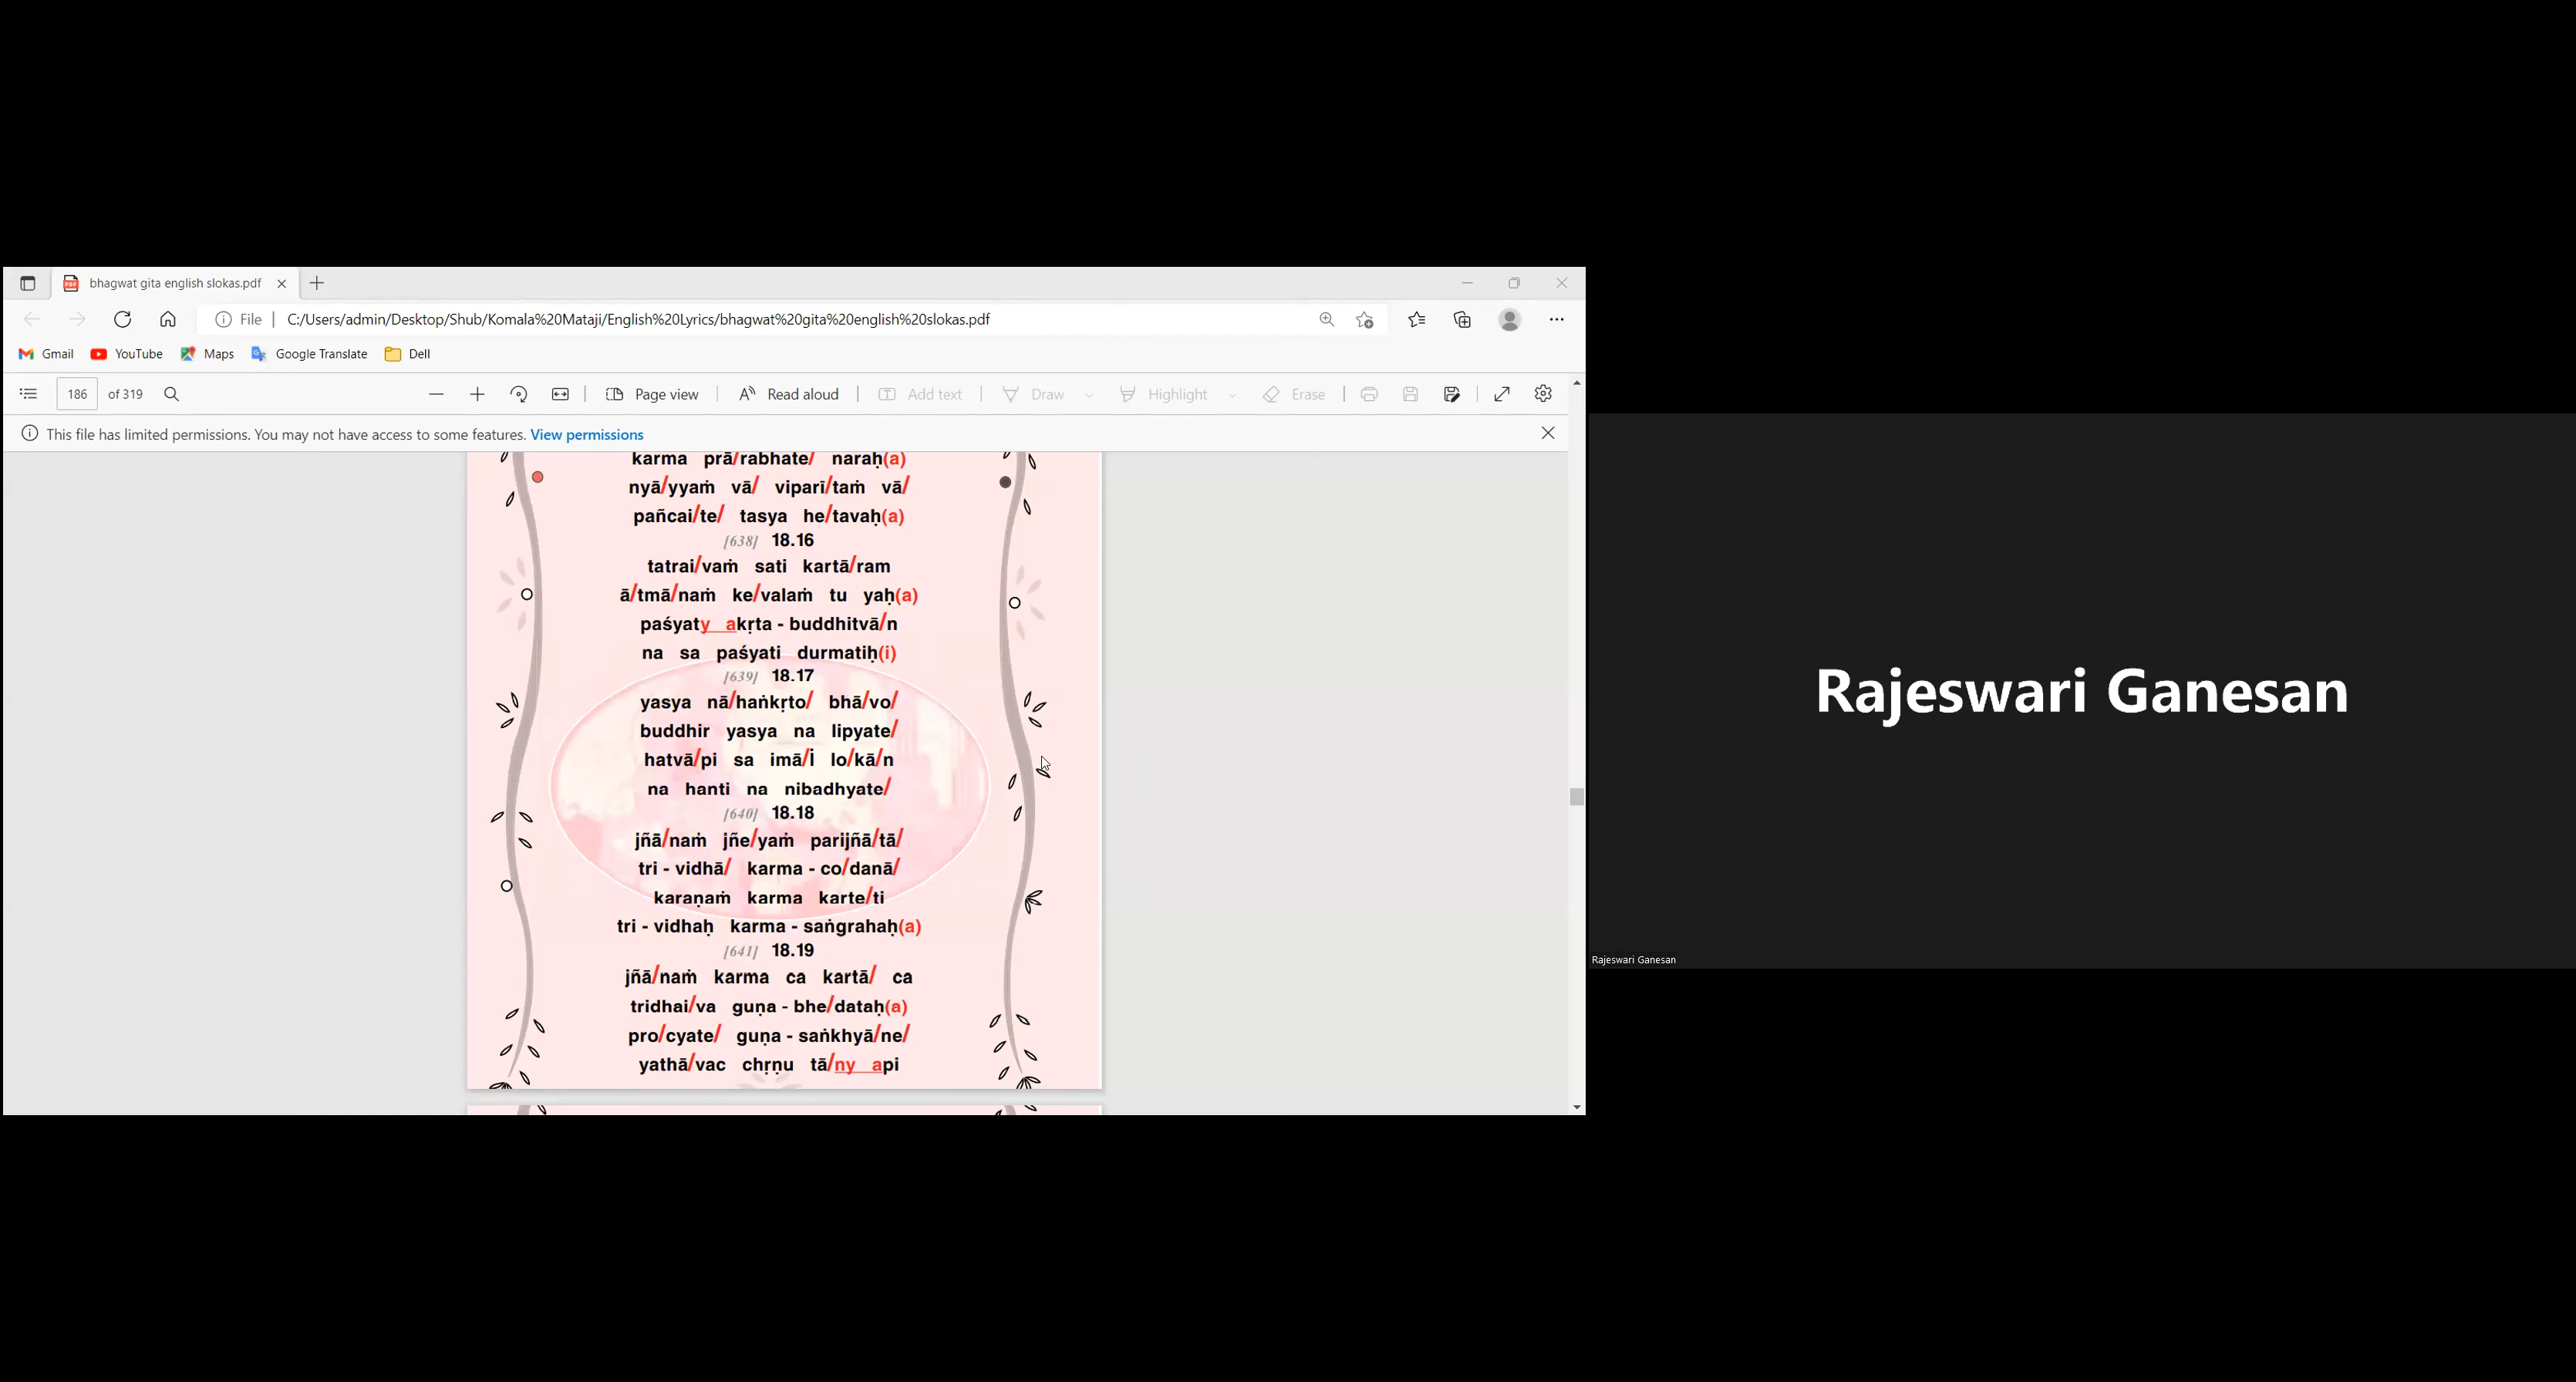 bhagwat gita english slokas.pdf
File
C:/Users/admin/Desktop/Shub/Komala%20Mataji/English%20Lyrics/bhagwat%20gita%20english%20slokas.pdf
Gmail YouTube Maps Google Translate Dell
186 of 319 Page view Read aloud Add text Draw Highlight Erase
This file has limited permissions. You may not have access to some features. View permissions
karma prā/rabhate/ naraḥ(a)
nyā/yyaṁ vā/ viparī/taṁ vā/
pañcai/te/ tasya he/tavaḥ(a)
[638] 18.16
tatrai/vaṁ sati kartā/ram
ā/tmā/naṁ ke/valaṁ tu yaḥ(a)
paśyaty akṛta - buddhitvā/n
na sa paśyati durmatiḥ(i)
[639] 18.17
yasya nā/haṅkṛto/ bhā/vo/
buddhir yasya na lipyate/
hatvā/pi sa imā/i̇ lo/kā/n
na hanti na nibadhyate/
[640] 18.18
jñā/naṁ jñe/yaṁ parijñā/tā/
tri - vidhā/ karma - co/danā/
karaṇaṁ karma karte/ti
tri - vidhaḥ karma - saṅgrahaḥ(a)
[641] 18.19
jñā/naṁ karma ca kartā/ ca
tridhai/va guṇa - bhe/dataḥ(a)
pro/cyate/ guṇa - saṅkhyā/ne/
yathā/vac chṛṇu tā/ny api
Rajeswari Ganesan
Rajeswari Ganesan